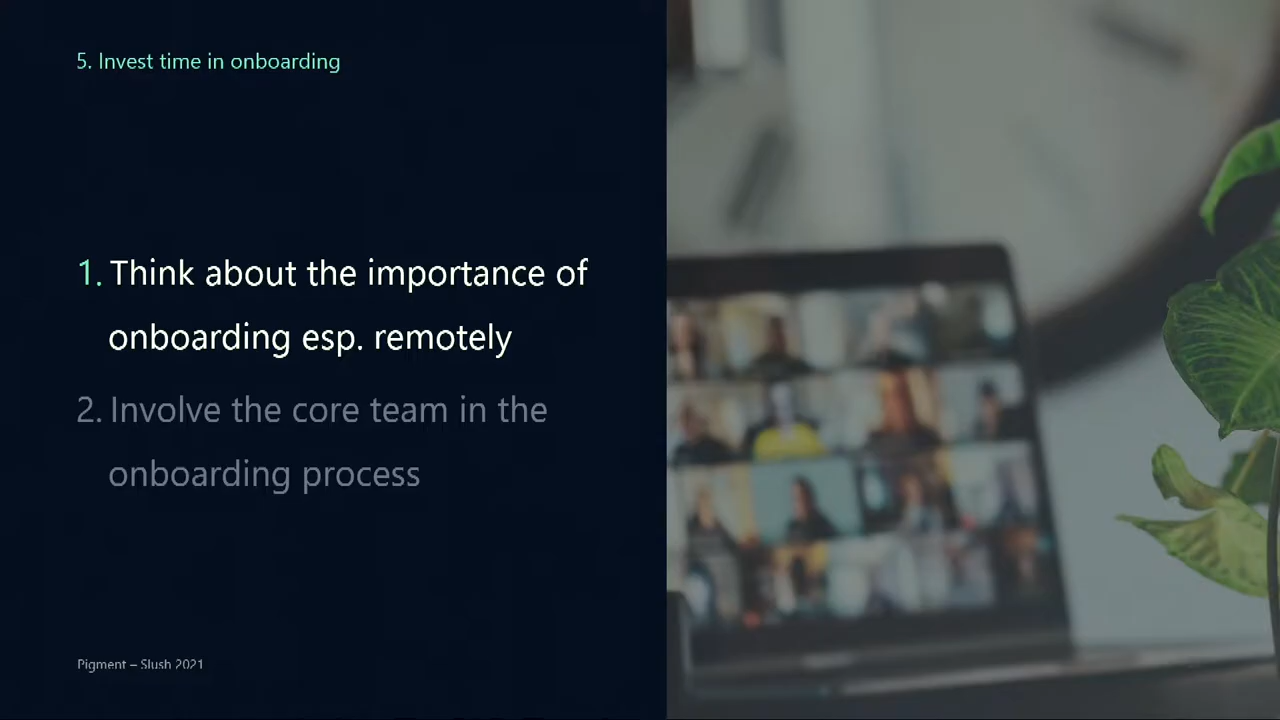 5. Invest time in onboarding
1. Think about the importance of
onboarding esp. remotely
2. Involve the core team in the
onboarding process
Pigment – Slush 2021